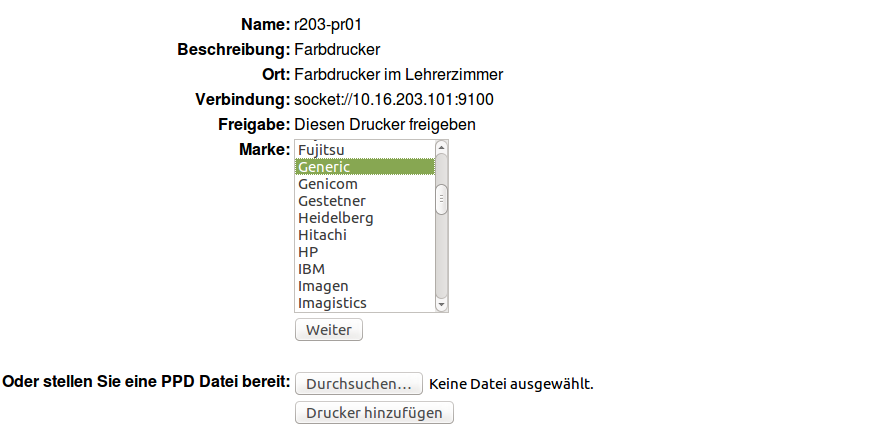 Name: r203-pr01
Beschreibung: Farbdrucker
Ort: Farbdrucker im Lehrerzimmer
Verbindung: socket://10.16.203.101:9100
Freigabe: Diesen Drucker freigeben
Marke: Fujitsu
Generic
Genicom
Gestetner
Heidelberg
Hitachi
HP
IBM
Imagen
Imagistics
Weiter
Oder stellen Sie eine PPD Datei bereit: Durchsuchen... Keine Datei ausgewählt.
Drucker hinzufügen